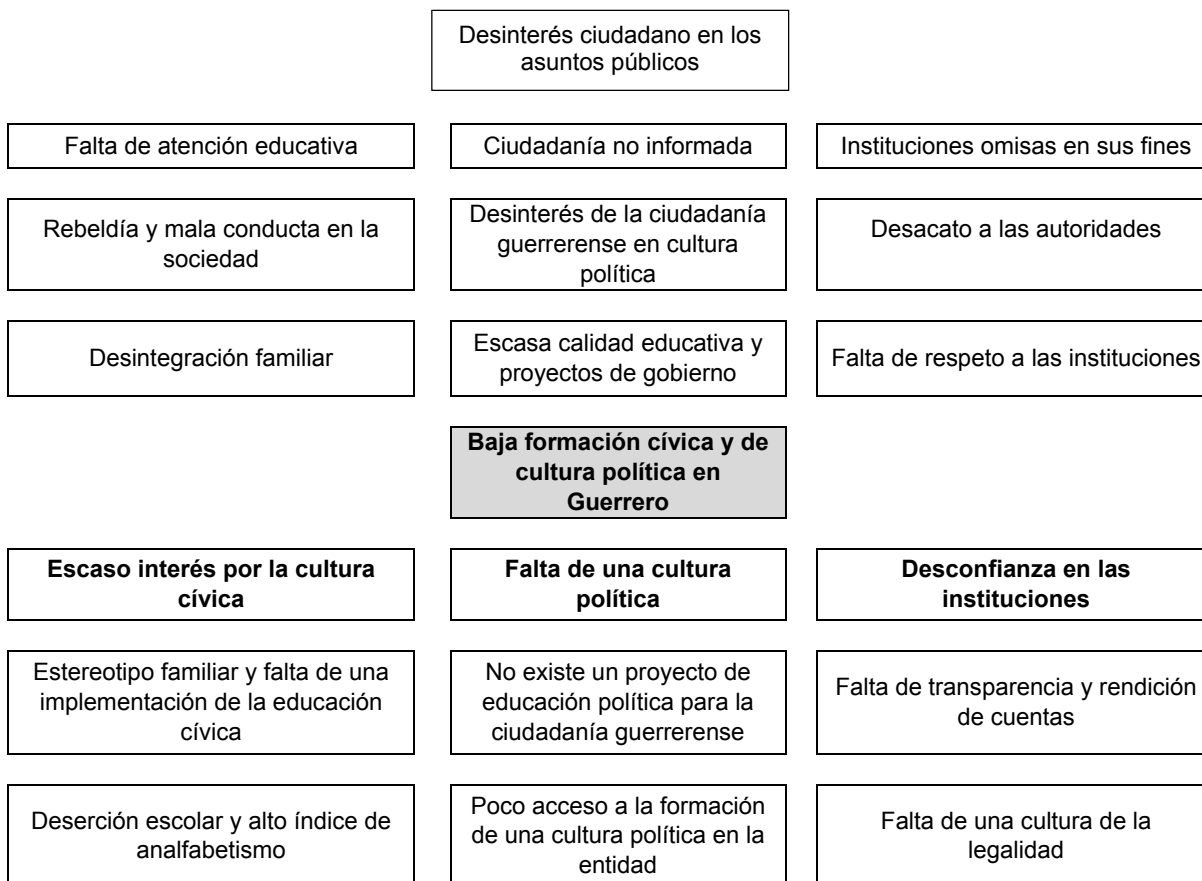 Desinterés ciudadano en los
asuntos públicos
Falta de atención educativa
Ciudadanía no informada
Instituciones omisas en sus fines
Rebeldía y mala conducta en la
sociedad
Desinterés de la ciudadanía
guerrerense en cultura
política
Desacato a las autoridades
Desintegración familiar
Escasa calidad educativa y
proyectos de gobierno
Falta de respeto a las instituciones
Baja formación cívica y de
cultura política en
Guerrero
Escaso interés por la cultura
cívica
Falta de una cultura
política
Desconfianza en las
instituciones
Estereotipo familiar y falta de una
implementación de la educación
cívica
No existe un proyecto de
educación política para la
ciudadanía guerrerense
Falta de transparencia y rendición
de cuentas
Deserción escolar y alto índice de
analfabetismo
Poco acceso a la formación
de una cultura política en la
entidad
Falta de una cultura de la
legalidad